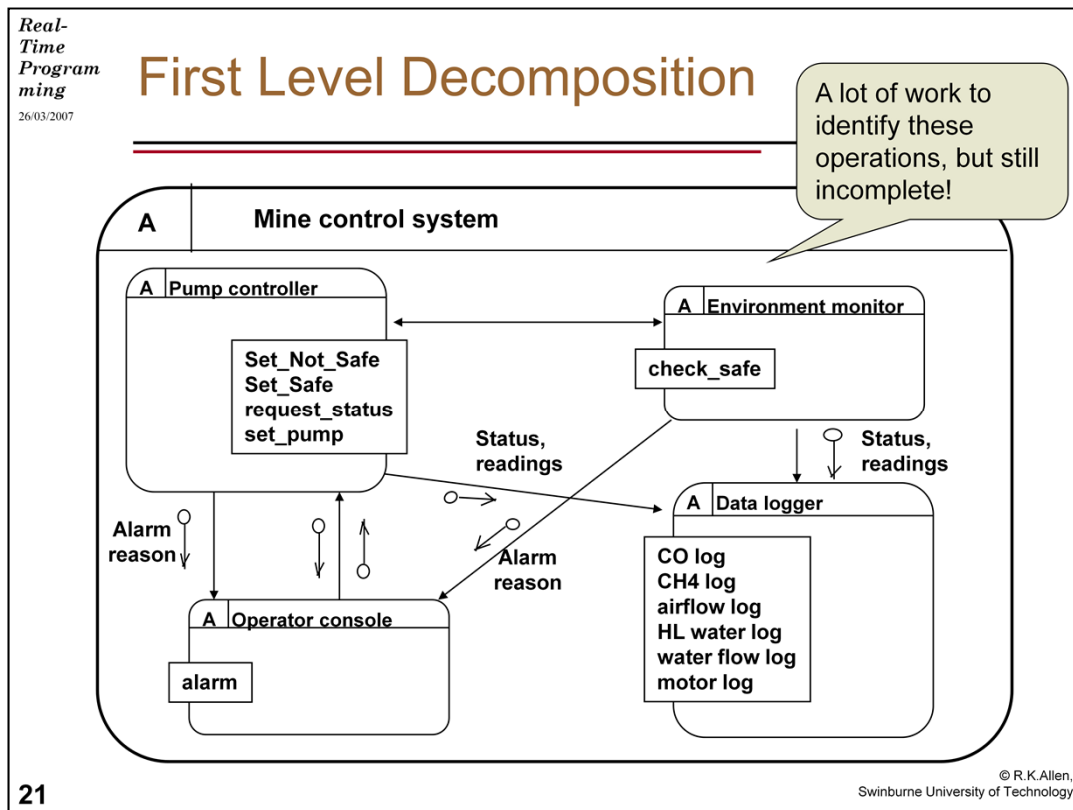 Real-
Time
Program
ming
26/03/2007
First Level Decomposition
A lot of work to
identify these
operations, but still
incomplete!
A
Mine control system
A Pump controller
Set_Not_Safe
Set_Safe
request_status
set_pump
A Environment monitor
check_safe
Status,
readings
Status,
readings
A Data logger
CO log
CH4 log
airflow log
HL water log
water flow log
motor log
Alarm
reason
Alarm
reason
A Operator console
alarm
21
© R.K.Allen,
Swinburne University of Technology